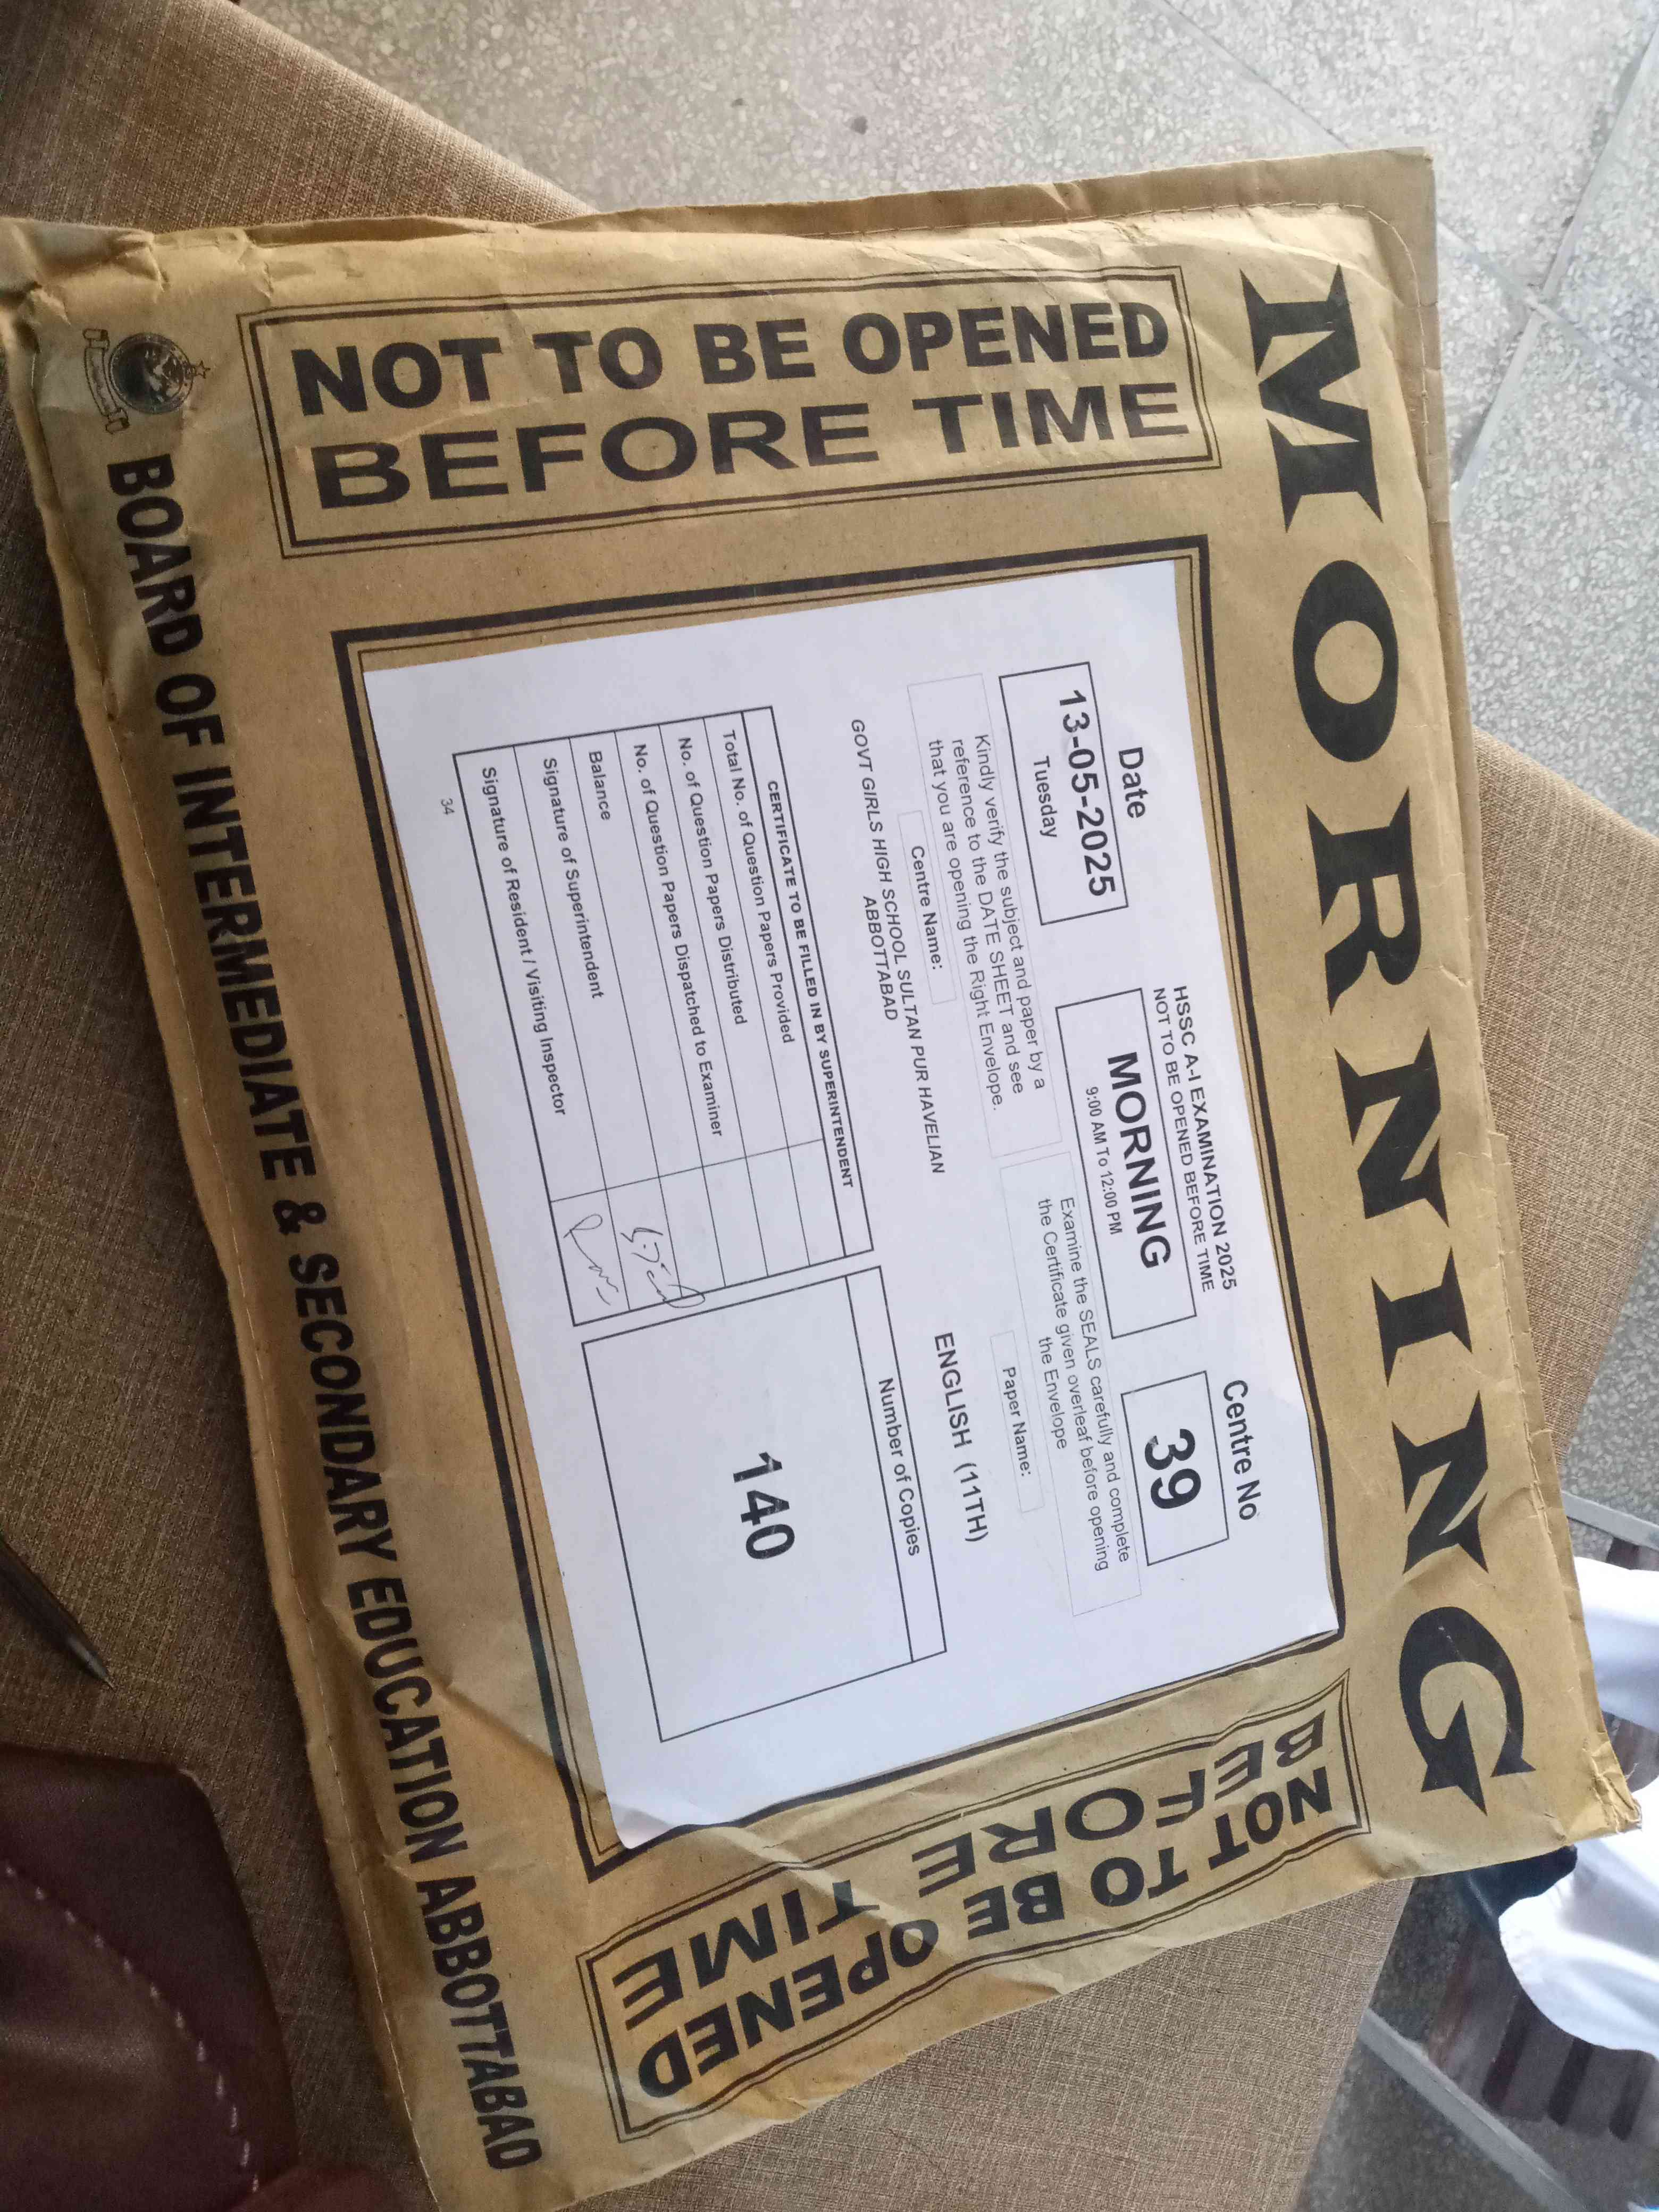 MORNING
NOT TO BE OPENED
BEFORE TIME
Date
13-05-2025
Tuesday
HSSC A-I EXAMINATION 2025
NOT TO BE OPENED BEFORE TIME
MORNING
9:00 AM To 12:00 PM
Centre No
39
Kindly verify the subject and paper by a
reference to the DATE SHEET and see
that you are opening the Right Envelope.
Examine the SEALS carefully and complete
the Certificate given overleaf before opening
the Envelope
Centre Name:
GOVT GIRLS HIGH SCHOOL SULTAN PUR HAVELIAN
ABBOTTABAD
Paper Name:
ENGLISH (11TH)
CERTIFICATE TO BE FILLED IN BY SUPERINTENDENT
Total No. of Question Papers Provided
No. of Question Papers Distributed
No. of Question Papers Dispatched to Examiner
Balance
Signature of Superintendent
Signature of Resident / Visiting Inspector
34
Number of Copies
140
NOT TO BE OPENED
BEFORE TIME
BOARD OF INTERMEDIATE & SECONDARY EDUCATION ABBOTTABAD